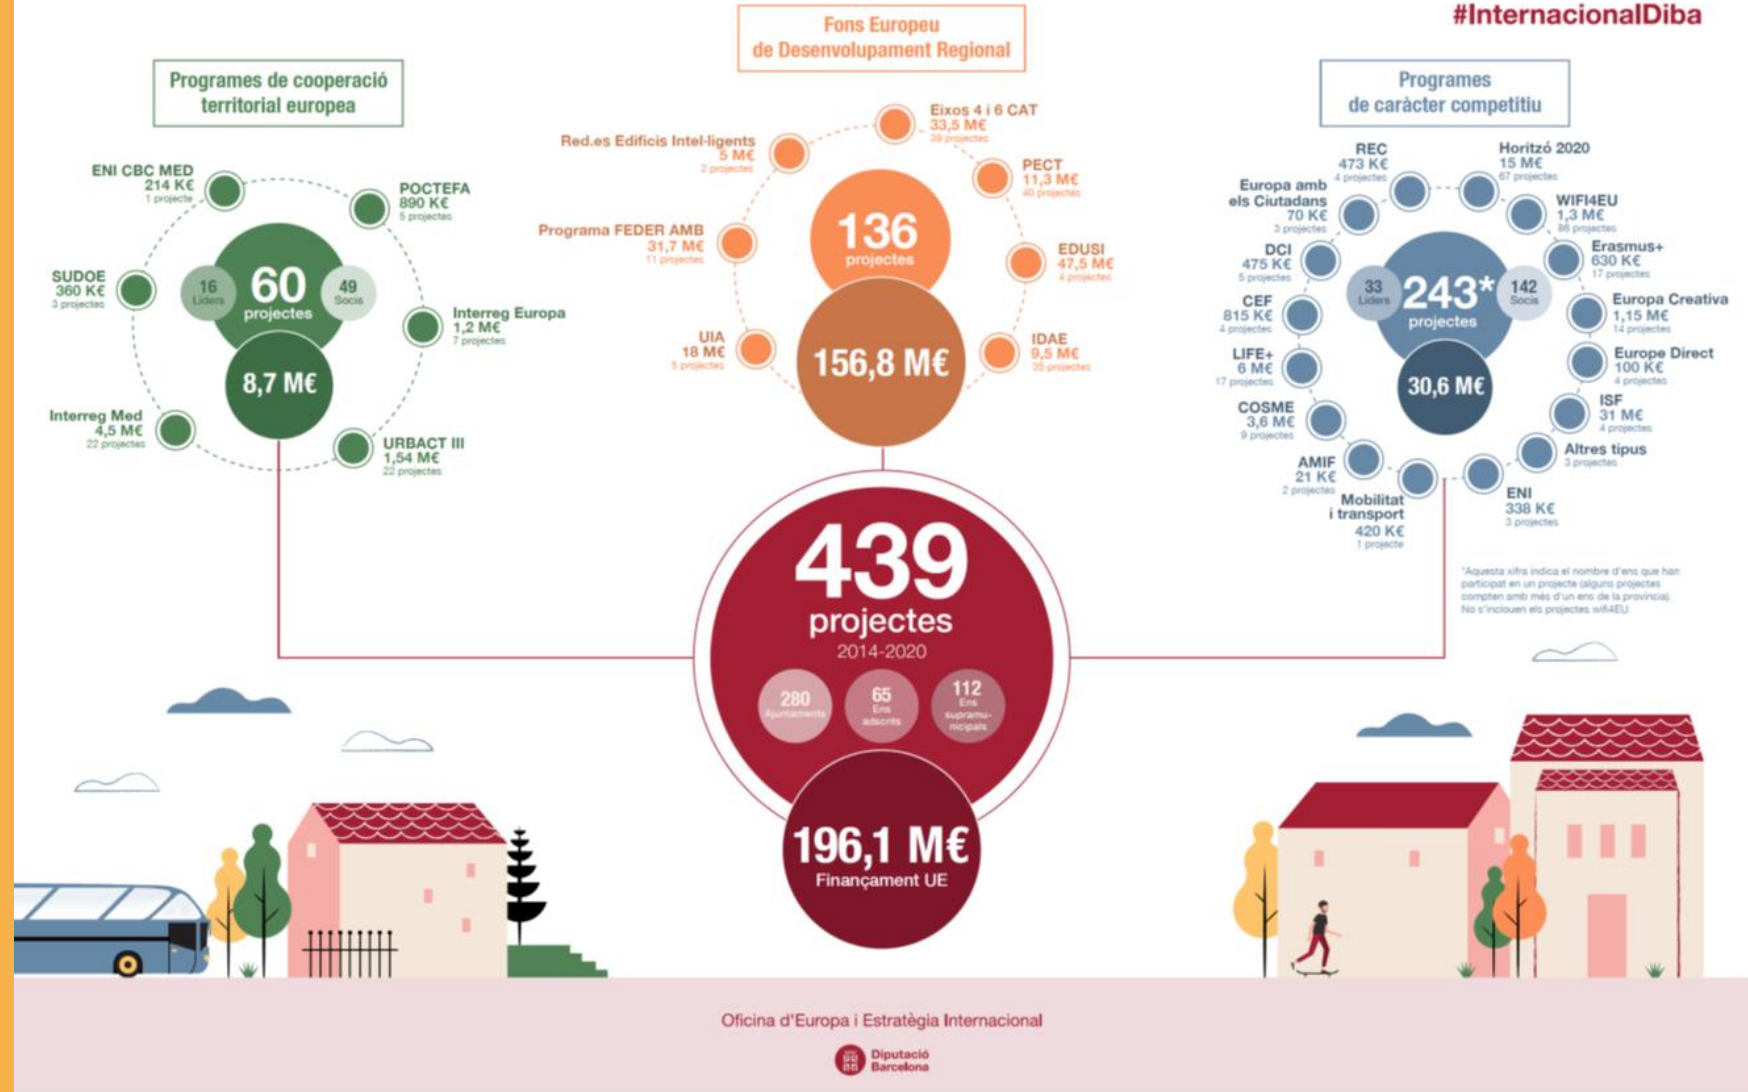 #InternacionalDiba
Programes de cooperació
territorial europea
ENI CBC MED
214 K€
1 projecte
POCTEFA
890 K€
5 projectes
SUDOE
360 K€
3 projectes
16
Líders
60
projectes
49
Socis
Interreg Europa
1,2 M€
7 projectes
8,7 M€
Interreg Med
4,5 M€
22 projectes
URBACT III
1,54 M€
22 projectes
Fons Europeu
de Desenvolupament Regional
Eixos 4 i 6 CAT
33,5 M€
39 projectes
Red.es Edificis Intel·ligents
5 M€
2 projectes
PECT
11,3 M€
40 projectes
Programa FEDER AMB
31,7 M€
11 projectes
136
projectes
EDUSI
47,5 M€
4 projectes
UIA
18 M€
5 projectes
156,8 M€
IDAE
9,5 M€
35 projectes
Programes
de caràcter competitiu
REC
473 K€
4 projectes
Horitzó 2020
15 M€
67 projectes
Europa amb
els Ciutadans
70 K€
3 projectes
WIFI4EU
1,3 M€
86 projectes
DCI
475 K€
5 projectes
Erasmus+
630 K€
17 projectes
33
Líders
243*
projectes
142
Socis
CEF
815 K€
4 projectes
Europa Creativa
1,15 M€
14 projectes
LIFE+
6 M€
17 projectes
Europe Direct
100 K€
4 projectes
30,6 M€
COSME
3,6 M€
9 projectes
ISF
31 M€
4 projectes
AMIF
21 K€
2 projectes
Altres tipus
3 projectes
Mobilitat
i transport
420 K€
1 projecte
ENI
338 K€
3 projectes
*Aquesta xifra indica el nombre d'ens que han
participat en un projecte (alguns projectes
compten amb més d'un ens de la província).
No s'inclouen els projectes wifi4EU.
439
projectes
2014-2020
280
Ajuntaments
65
Ens
adscrits
112
Ens
supramu-
nicipals
196,1 M€
Finançament UE
Oficina d'Europa i Estratègia Internacional
Diputació
Barcelona